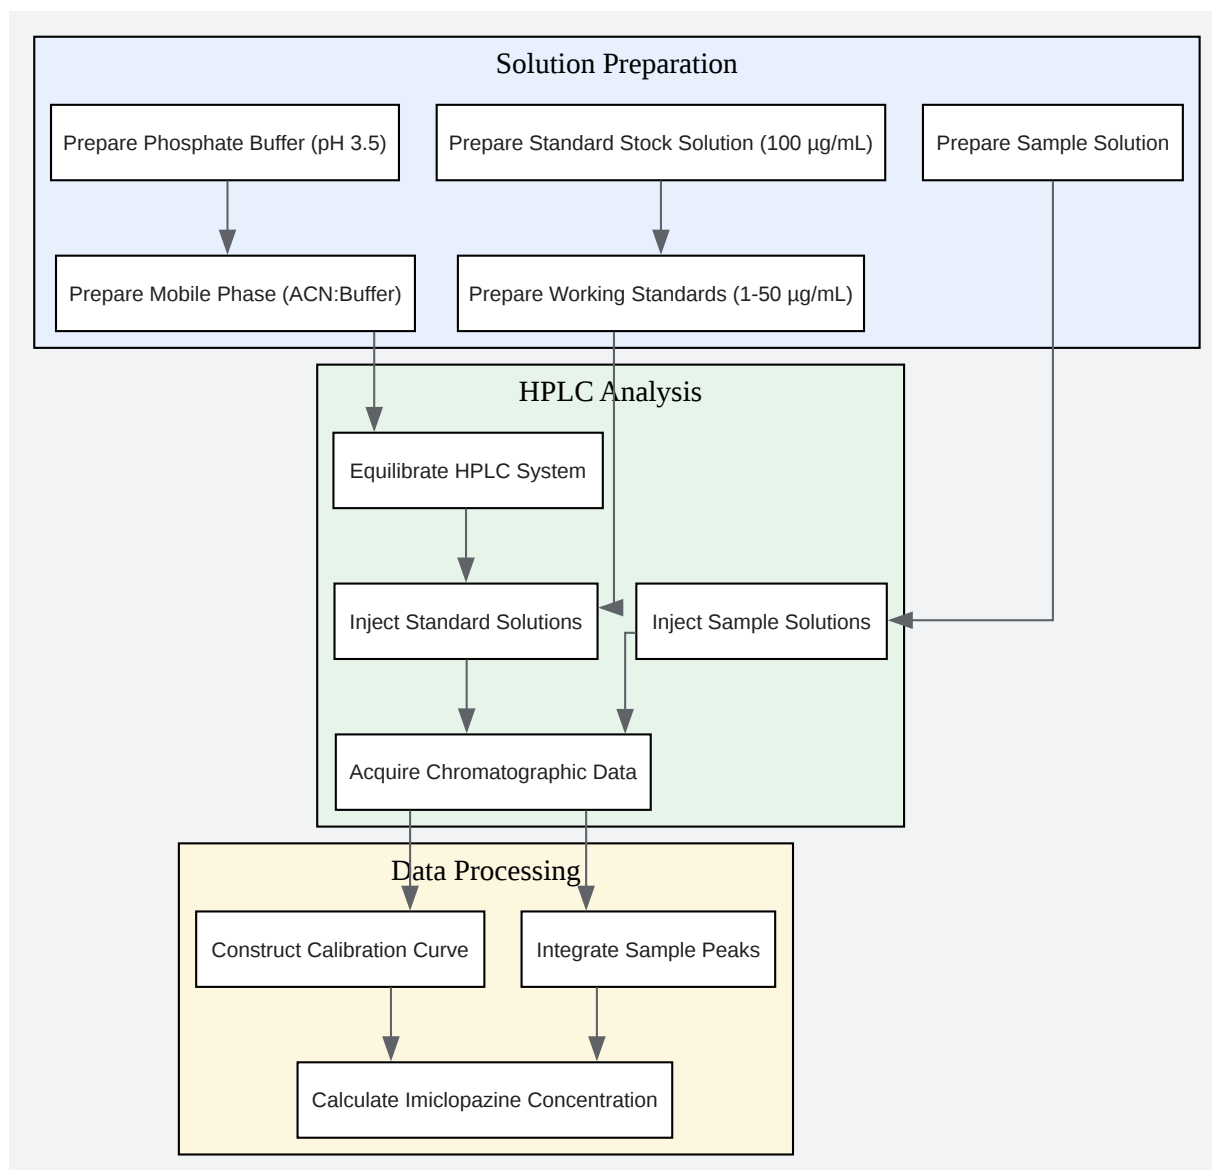 Solution Preparation
Prepare Phosphate Buffer (pH 3.5)
Prepare Standard Stock Solution (100 µg/mL)
Prepare Sample Solution
Prepare Mobile Phase (ACN:Buffer)
Prepare Working Standards (1-50 µg/mL)
HPLC Analysis
Equilibrate HPLC System
Inject Standard Solutions
Inject Sample Solutions
Acquire Chromatographic Data
Data Processing
Construct Calibration Curve
Integrate Sample Peaks
Calculate Imiclopazine Concentration